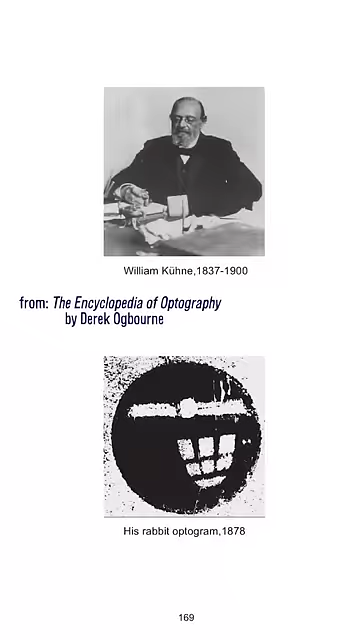 William Kühne,1837-1900
from: The Encyclopedia of Optography
by Derek Ogbourne
His rabbit optogram,1878
169